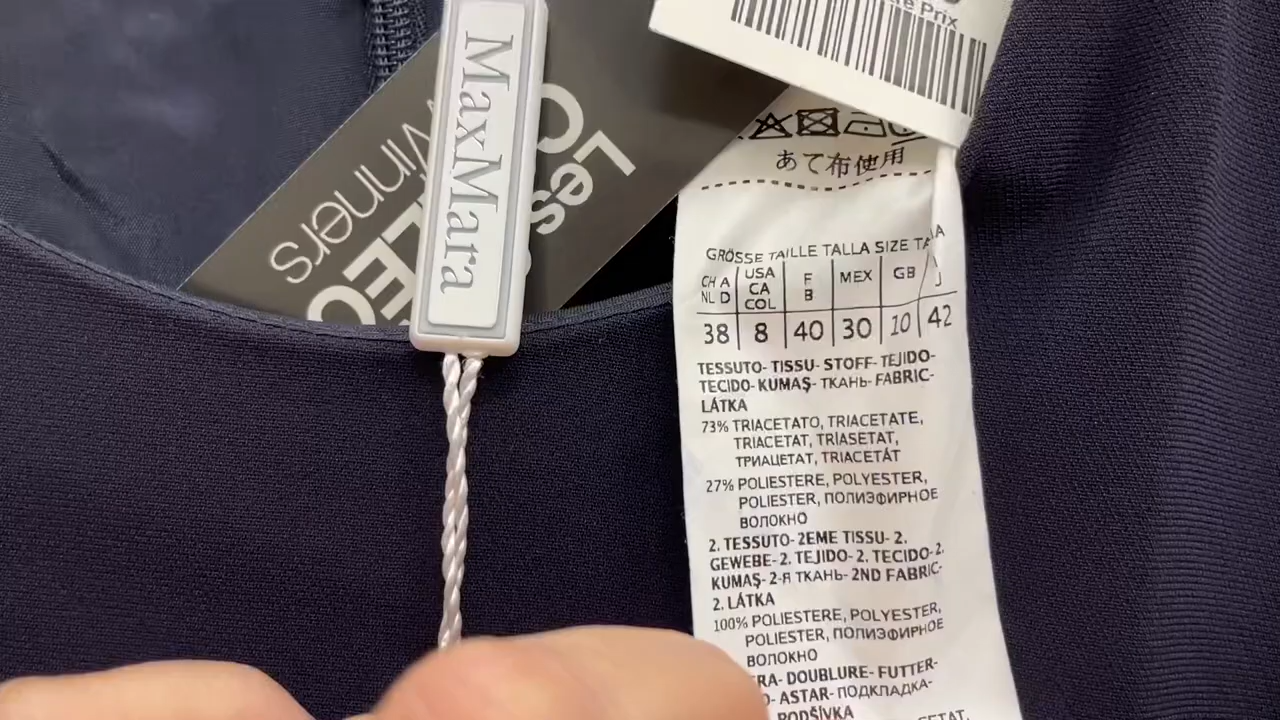 MaxMara
Les
Winners
Prix
あて布使用
GRÖSSE TAILLE TALLA SIZE
CH A NL D
USA CA COL
F B
MEX
GB
38 8 40 30 10 42
TESSUTO- TISSU- STOFF- TEJIDO-
TECIDO- KUMAŞ- ТКАНЬ- FABRIC-
LÁTKA
73% TRIACETATO, TRIACETATE,
TRIACETAT, TRİASETAT,
ТРИАЦЕТАТ, TRIACETÁT
27% POLIESTERE, POLYESTER,
POLIESTER, ПОЛИЭФИРНОЕ
ВОЛОКНО
2. TESSUTO- 2EME TISSU- 2.
GEWEBE- 2. TEJIDO- 2. TECIDO- 2.
KUMAŞ- 2-Я ТКАНЬ- 2ND FABRIC-
2. LÁTKA
100% POLIESTERE, POLYESTER,
POLIESTER, ПОЛИЭФИРНОЕ
ВОЛОКНО
RA- DOUBLURE- FUTTER-
- ASTAR- ПОДКЛАДКА-
PODŠÍVKA